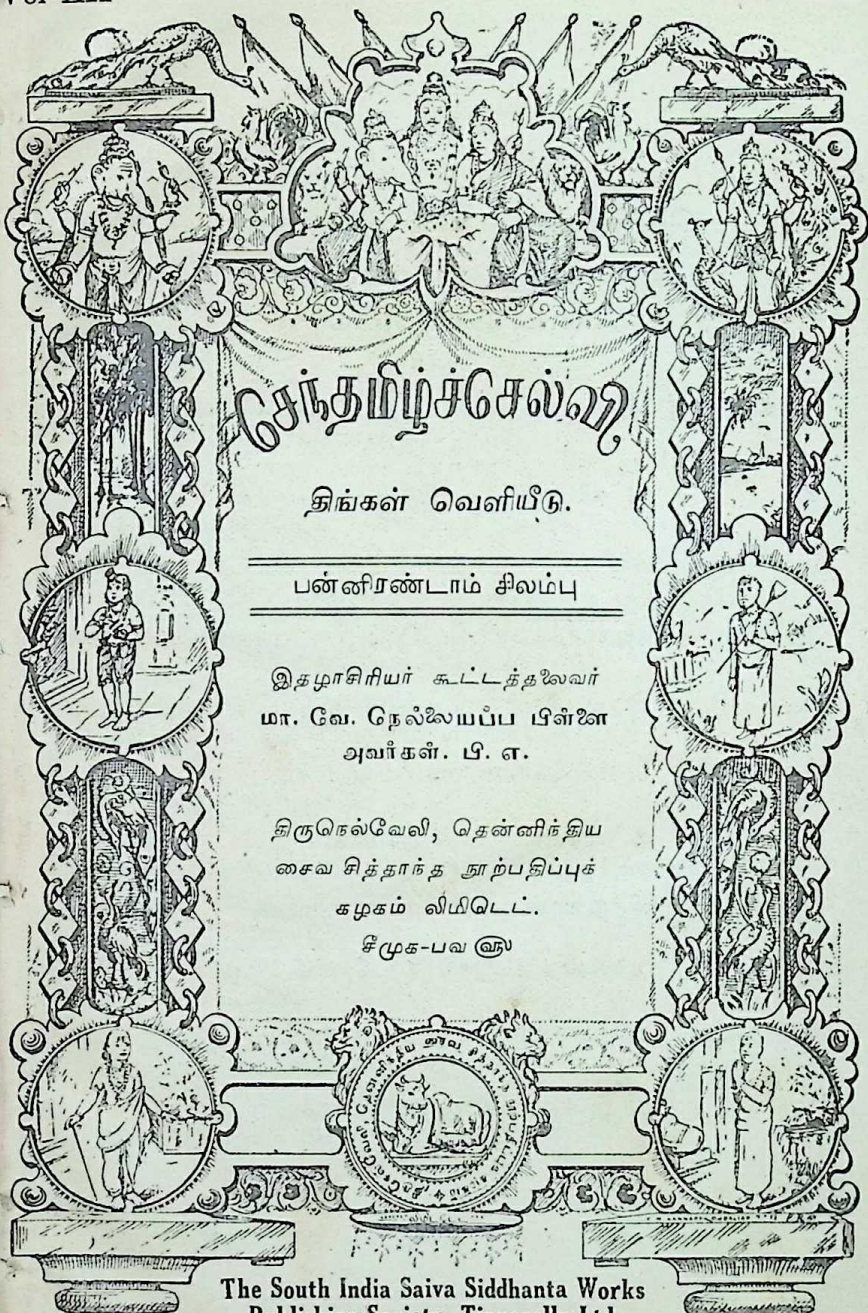 செந்தமிழ்ச்செல்வி
திங்கள் வெளியீடு.
பன்னிரண்டாம் சிலம்பு
இதழாசிரியர் கூட்டத்தலைவர்
மா. வே. நெல்லையப்ப பிள்ளை
அவர்கள். பி. எ.
திருநெல்வேலி, தென்னிந்திய
சைவ சித்தாந்த நூற்பதிப்புக்
கழகம் லிமிடெட்.
சீமுக-பவ ௵
The South India Saiva Siddhanta Works